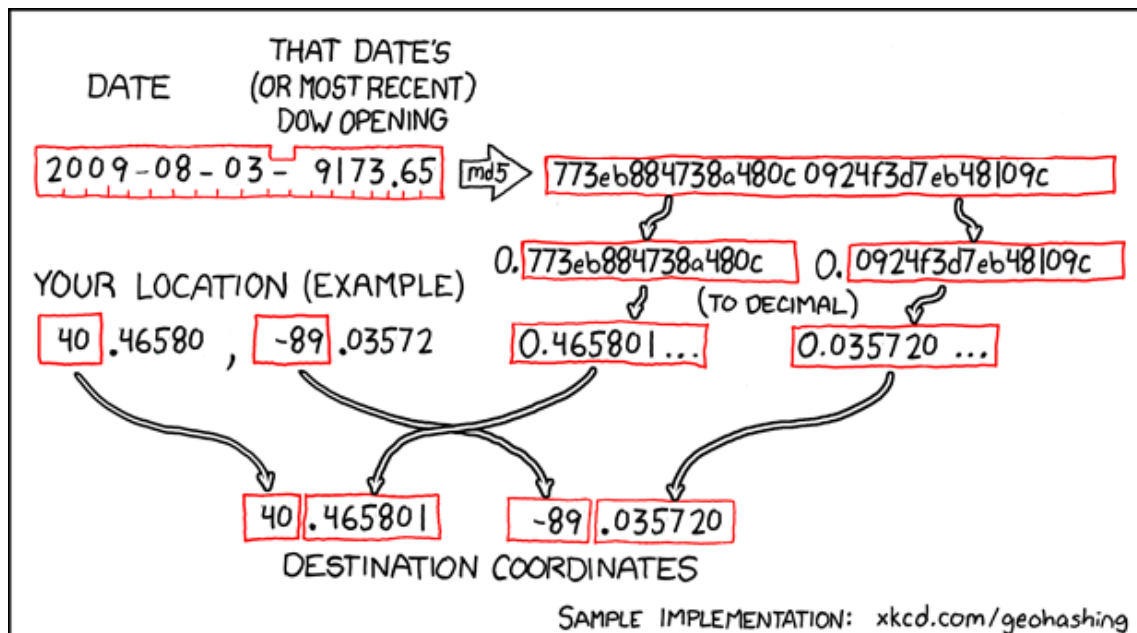 DATE
THAT DATE'S
(OR MOST RECENT)
DOW OPENING
2009-08-03- 9173.65
md5
773eb884738a480c 0924f3d7eb48109c
0. 773eb884738a480c
0. 0924f3d7eb48109c
YOUR LOCATION (EXAMPLE)
(TO DECIMAL)
40 .46580 , -89 .03572
0.465801...
0.035720 ...
40 .465801
-89 .035720
DESTINATION COORDINATES
SAMPLE IMPLEMENTATION: xkcd.com/geohashing